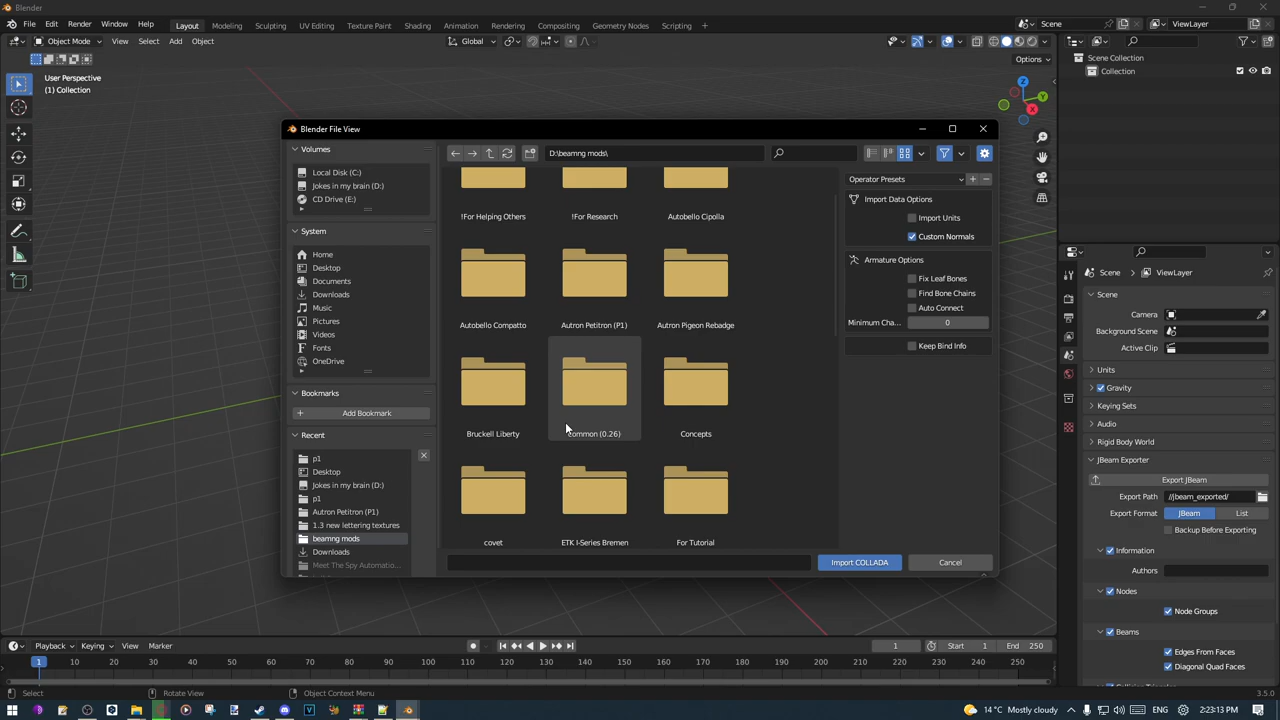 Blender
File Edit Render Window Help Layout Modeling Sculpting UV Editing Texture Paint Shading Animation Rendering Compositing Geometry Nodes Scripting + Scene ViewLayer
Object Mode View Select Add Object Global
Options
User Perspective
(1) Collection
Z
Y
X
Scene Collection
Collection
Blender File View
Volumes
Local Disk (C:)
Jokes in my brain (D:)
CD Drive (E:)
System
Home
Desktop
Documents
Downloads
Music
Pictures
Videos
Fonts
OneDrive
Bookmarks
Add Bookmark
Recent
p1
Desktop
Jokes in my brain (D:)
p1
Autron Petitron (P1)
1.3 new lettering textures
beamng mods
Downloads
Meet The Spy Automatio...
D:\beamng mods\
!For Helping Others !For Research Autobello Cipolla
Autobello Compatto Autron Petitron (P1) Autron Pigeon Rebadge
Bruckell Liberty common (0.26) Concepts
covet ETK I-Series Bremen For Tutorial
Operator Presets
Import Data Options
Import Units
Custom Normals
Armature Options
Fix Leaf Bones
Find Bone Chains
Auto Connect
Minimum Cha... 0
Keep Bind Info
Import COLLADA Cancel
Scene ViewLayer
Scene
Camera
Background Scene
Active Clip
Units
Gravity
Keying Sets
Audio
Rigid Body World
JBeam Exporter
Export JBeam
Export Path //jbeam_exported/
Export Format JBeam List
Backup Before Exporting
Information
Authors
Nodes
Node Groups
Beams
Edges From Faces
Diagonal Quad Faces
Playback Keying View Marker 1 Start 1 End 250
1 10 20 30 40 50 60 70 80 90 100 110 120 130 140 150 160 170 180 190 200 210 220 230 240 250
Select Rotate View Object Context Menu 3.5.0
14 °C Mostly cloudy ENG 2:23:13 PM